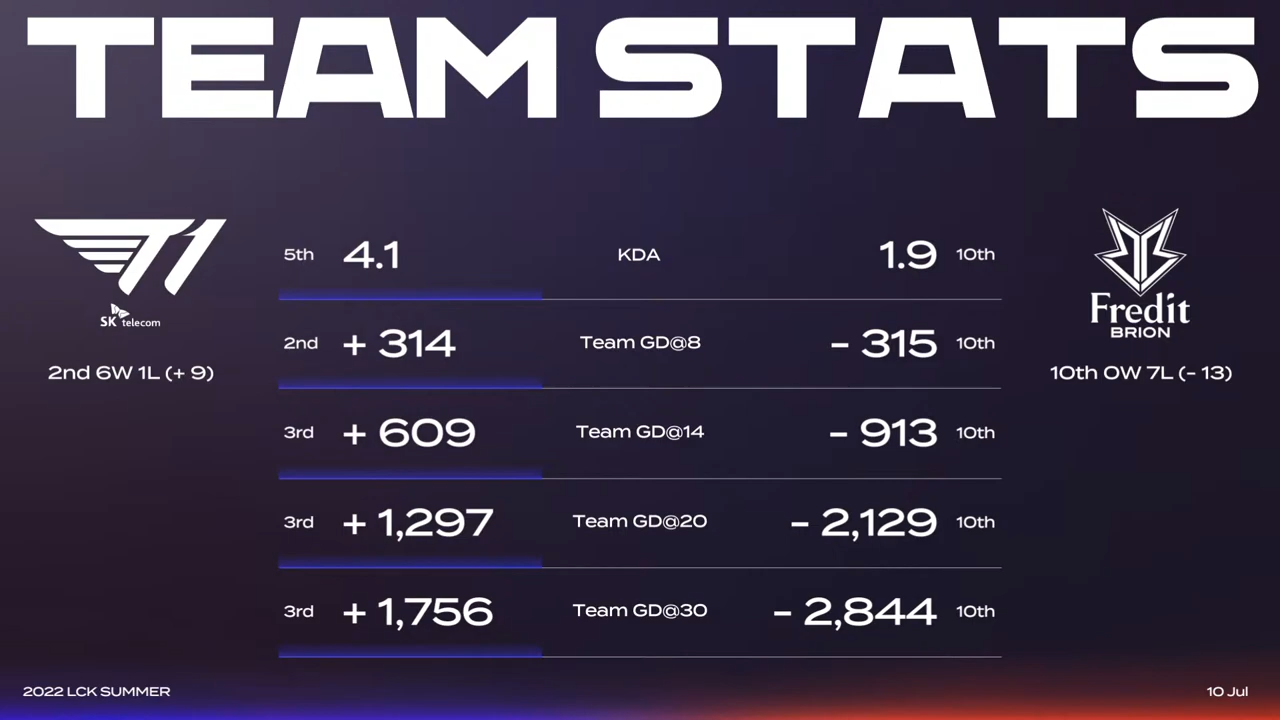 TEAM STATS
T1
SK telecom
2nd 6W 1L (+ 9)
Fredit
BRION
10th 0W 7L (- 13)
5th 4.1 KDA 1.9 10th
2nd + 314 Team GD@8 - 315 10th
3rd + 609 Team GD@14 - 913 10th
3rd + 1,297 Team GD@20 - 2,129 10th
3rd + 1,756 Team GD@30 - 2,844 10th
2022 LCK SUMMER
10 Jul